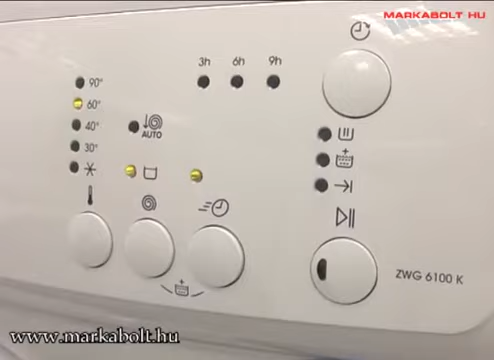 MARKABOLT HU
3h 6h 9h
90°
60°
40°
30°
AUTO
ZWG 6100 K
www.markabolt.hu